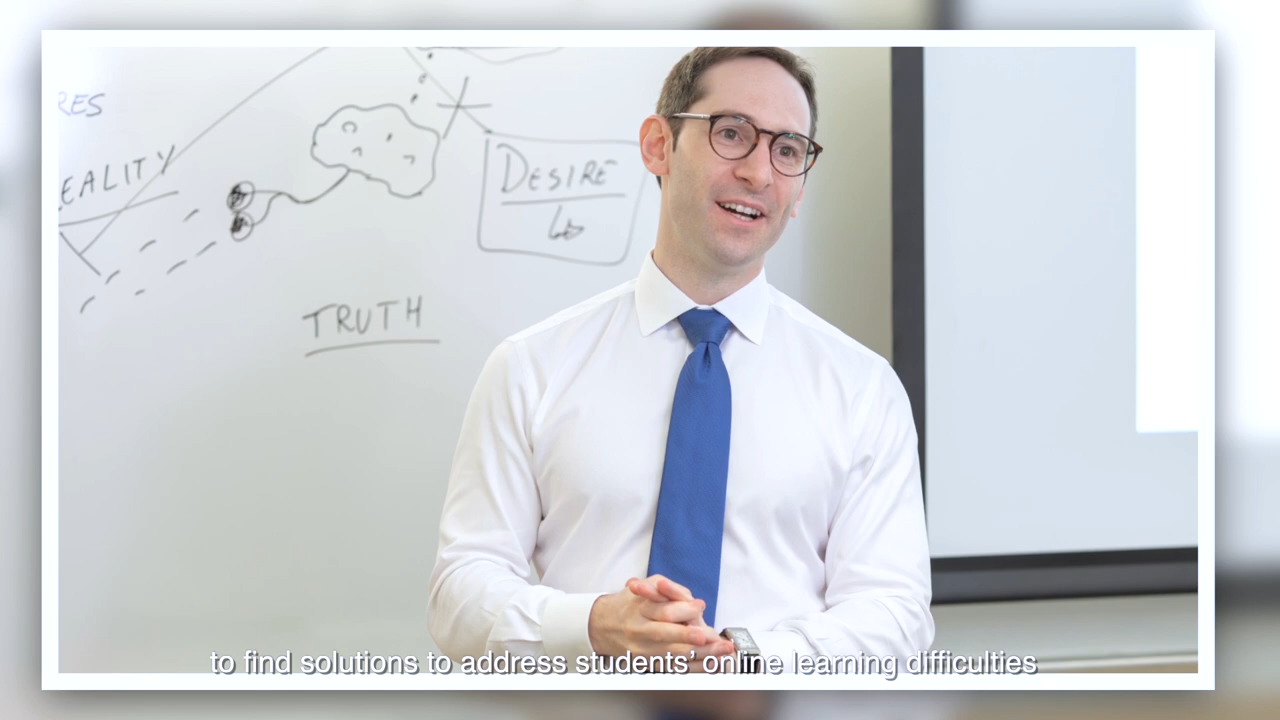 RES
EALITY
DESIRE
TRUTH
to find solutions to address students' online learning difficulties